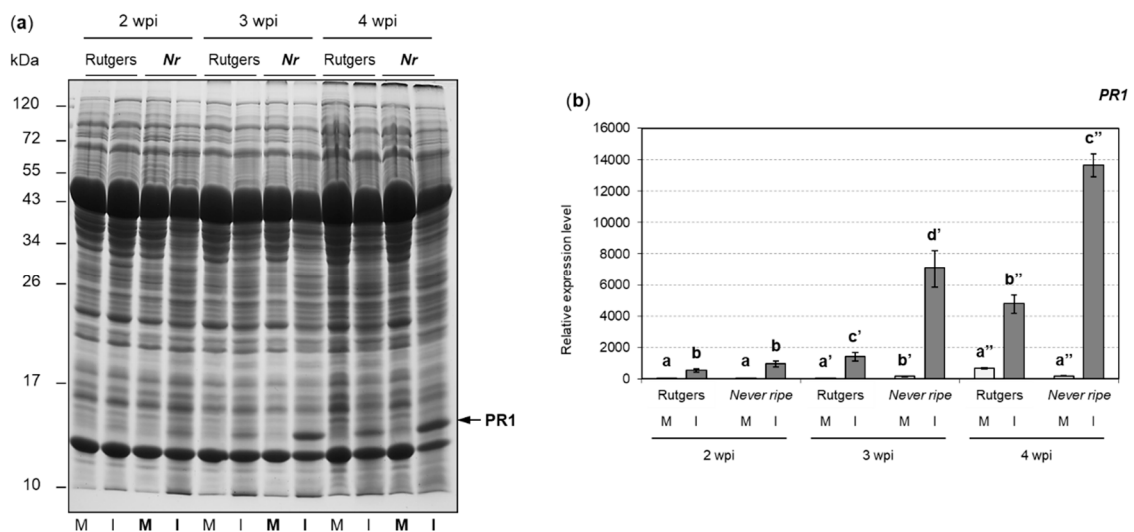 (a)
2 wpi 3 wpi 4 wpi
kDa Rutgers Nr Rutgers Nr Rutgers Nr
120
72
55
43
34
26
17
PR1
10
M I M I M I M I M I M I
(b)
PR1
Relative expression level
16000
14000
12000
10000
8000
6000
4000
2000
0
a b a b a’ c’ b’ d’ a’’ b’’ a’’ c’’
Rutgers Never ripe Rutgers Never ripe Rutgers Never ripe
M I M I M I M I M I M I
2 wpi 3 wpi 4 wpi